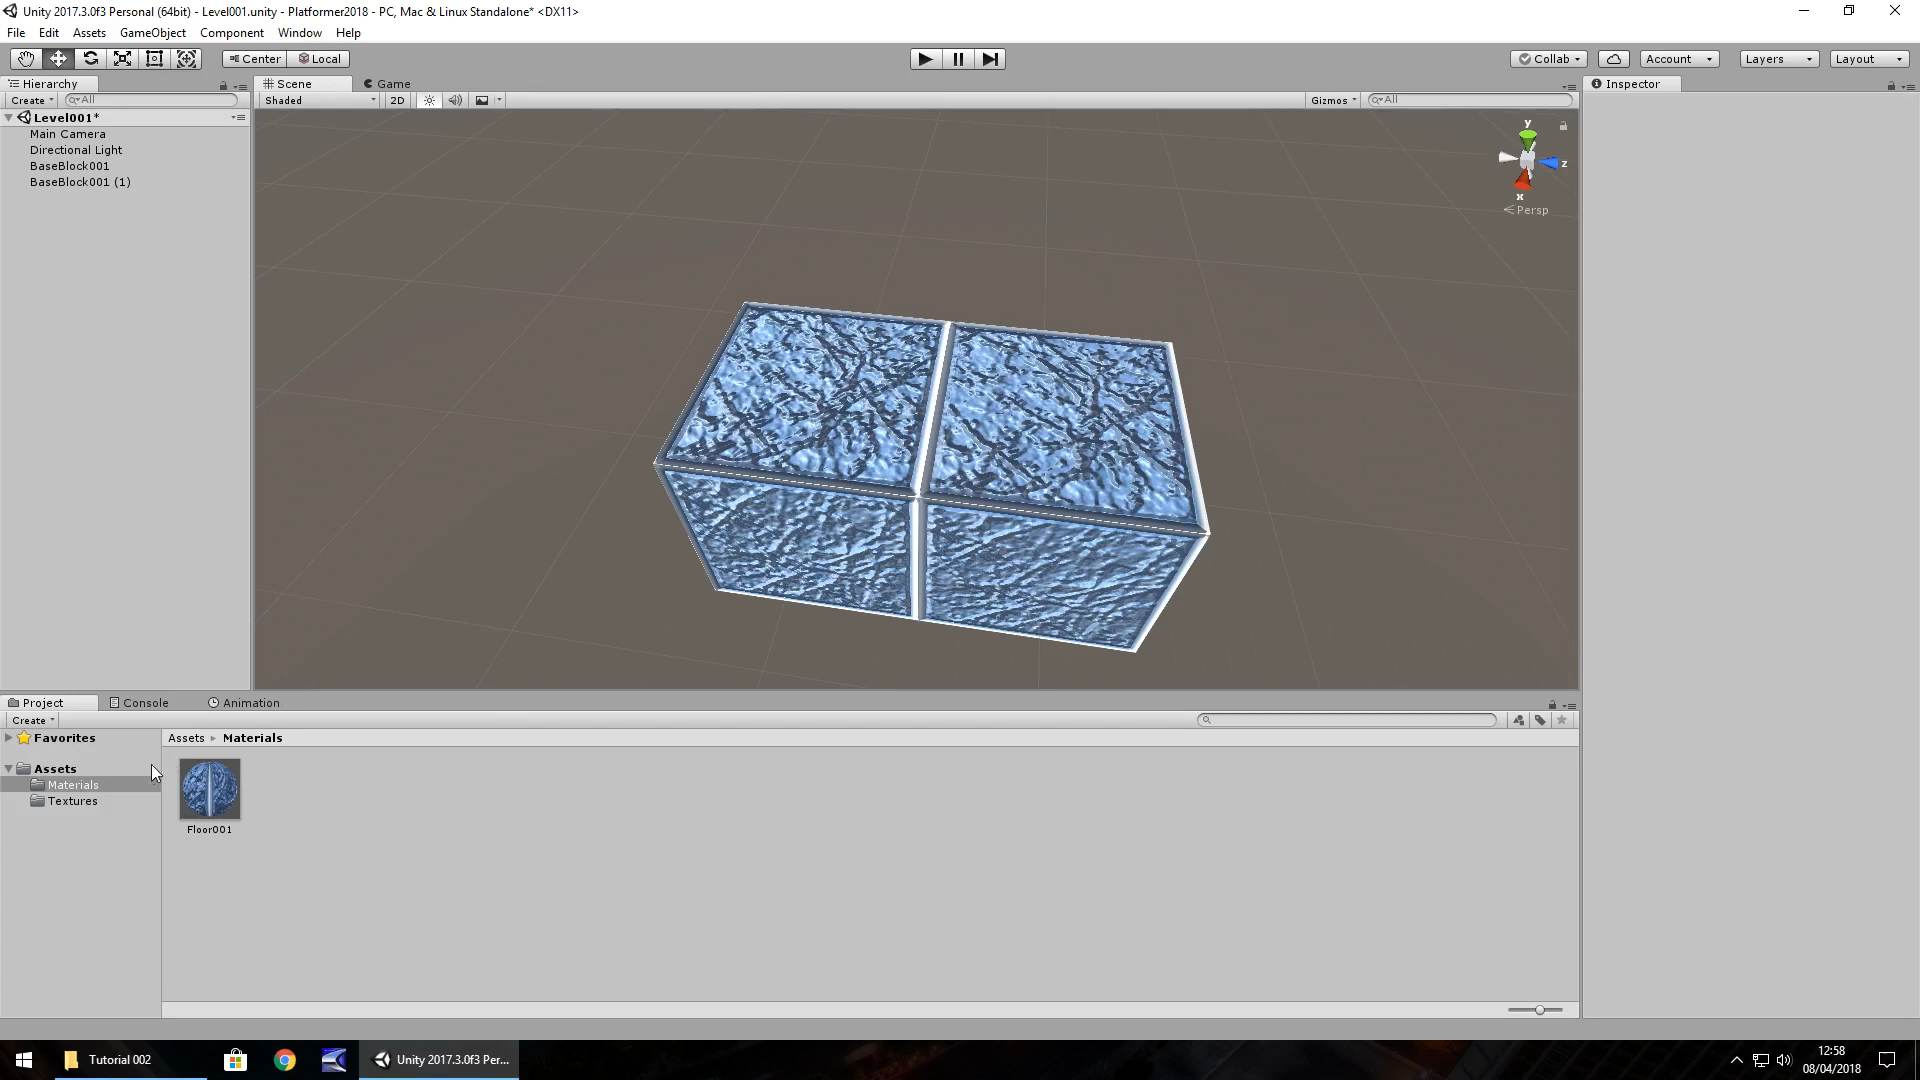 Unity 2017.3.0f3 Personal (64bit) - Level001.unity - Platformer2018 - PC, Mac & Linux Standalone* <DX11>
File Edit Assets GameObject Component Window Help
Center Local Collab Account Layers Layout
Hierarchy Scene Game Inspector
Create All Shaded 2D Gizmos All
Level001*
Main Camera
Directional Light
BaseBlock001
BaseBlock001 (1)
y
z
x
Persp
Project Console Animation
Create
Favorites Assets Materials
Assets
Materials
Textures
Floor001
Tutorial 002 Unity 2017.3.0f3 Per...
12:58
08/04/2018